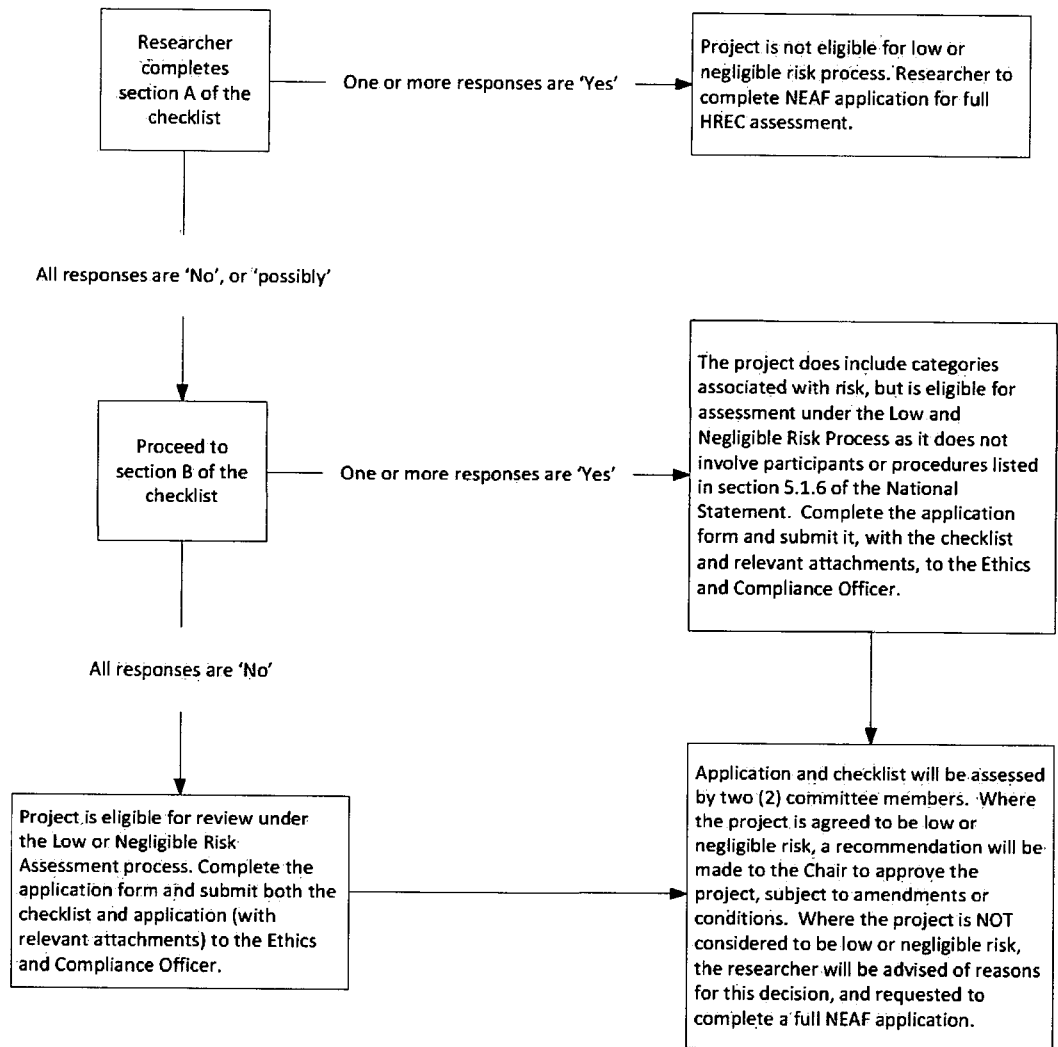 Researcher
completes
section A of the
checklist
One or more responses are 'Yes'
Project is not eligible for low or
negligible risk process. Researcher to
complete NEAF application for full
HREC assessment.
All responses are 'No', or 'possibly'
Proceed to
section B of the
checklist
One or more responses are 'Yes'
The project does include categories
associated with risk, but is eligible for
assessment under the Low and
Negligible Risk Process as it does not
involve participants or procedures listed
in section 5.1.6 of the National
Statement. Complete the application
form and submit it, with the checklist
and relevant attachments, to the Ethics
and Compliance Officer.
All responses are 'No'
Project is eligible for review under
the Low or Negligible Risk
Assessment process. Complete the
application form and submit both the
checklist and application (with
relevant attachments) to the Ethics
and Compliance Officer.
Application and checklist will be assessed
by two (2) committee members. Where
the project is agreed to be low or
negligible risk, a recommendation will be
made to the Chair to approve the
project, subject to amendments or
conditions. Where the project is NOT
considered to be low or negligible risk,
the researcher will be advised of reasons
for this decision, and requested to
complete a full NEAF application.